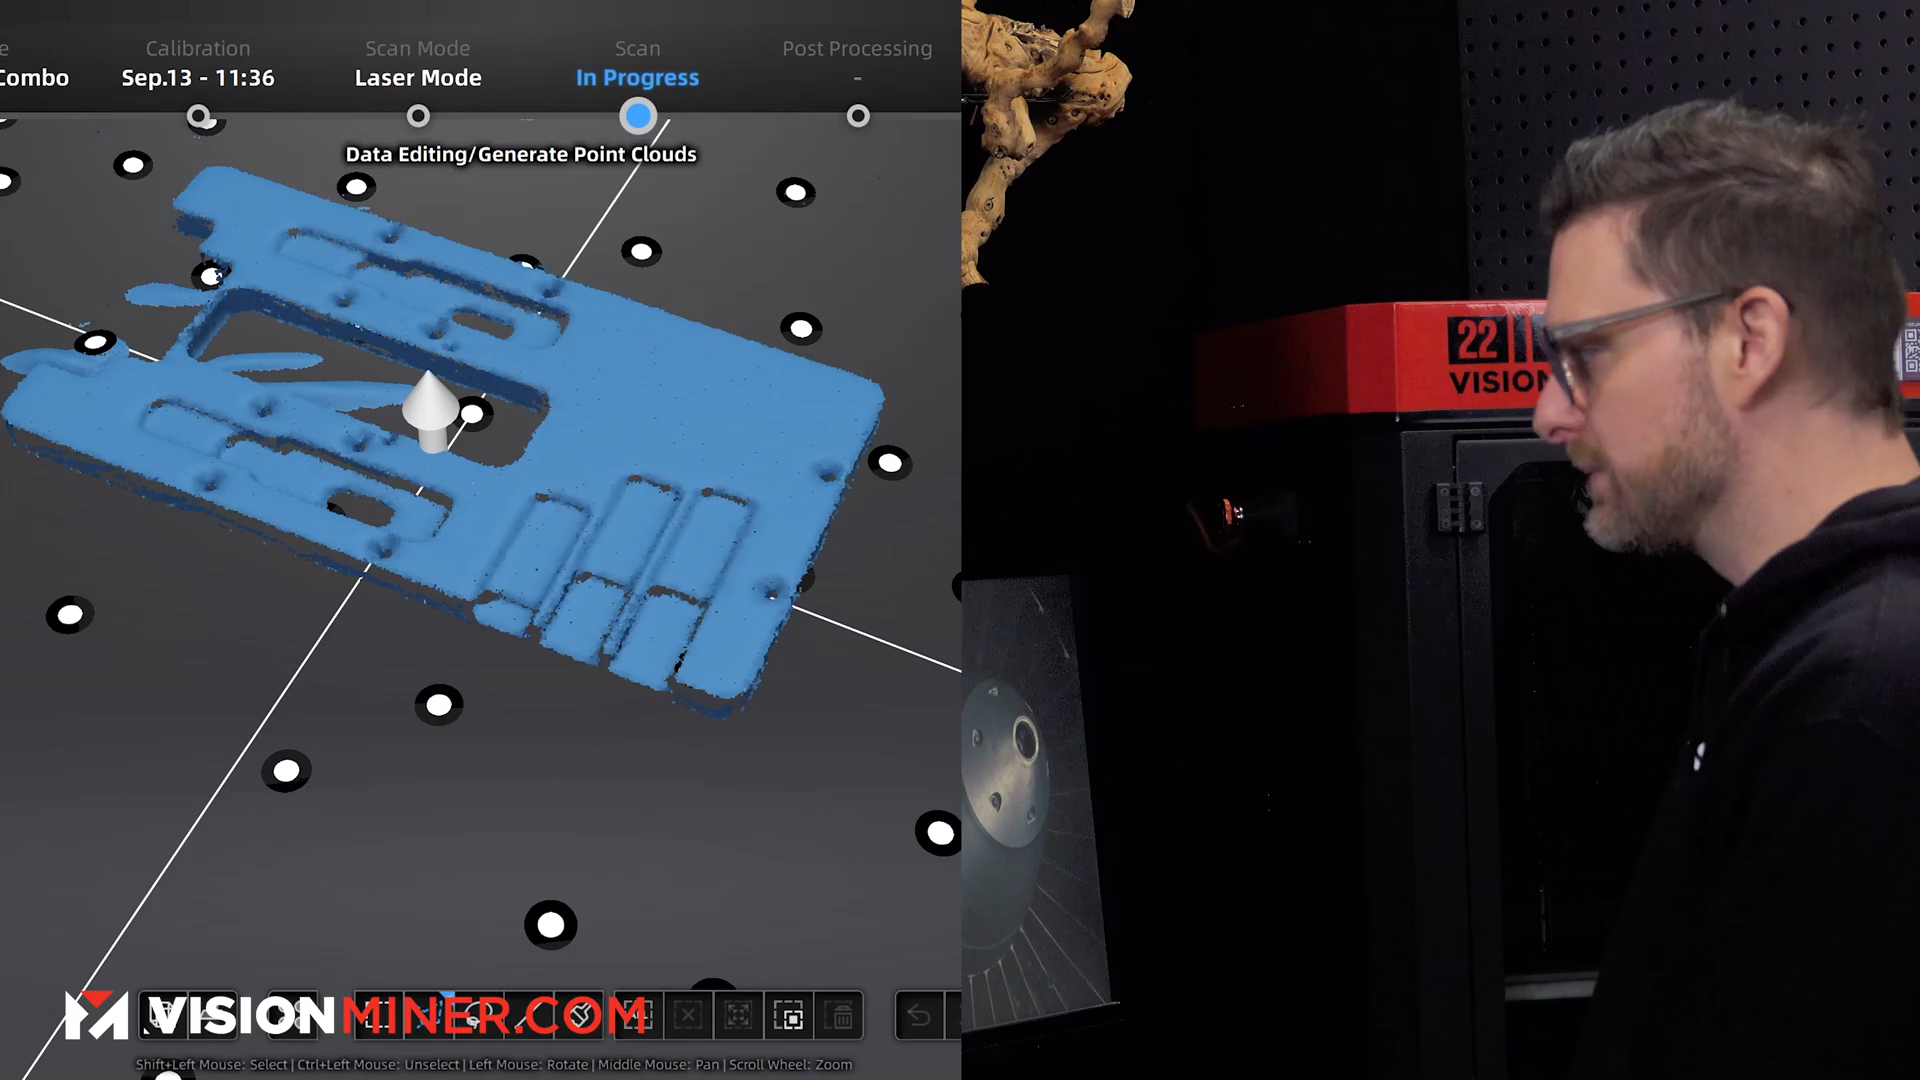 Calibration
Sep.13 - 11:36
Scan Mode
Laser Mode
Scan
In Progress
Post Processing
-
Combo
Data Editing/Generate Point Clouds
22
VISION
VISIONMINER.COM
Shift+Left Mouse: Select | Ctrl+Left Mouse: Unselect | Left Mouse: Rotate | Middle Mouse: Pan | Scroll Wheel: Zoom